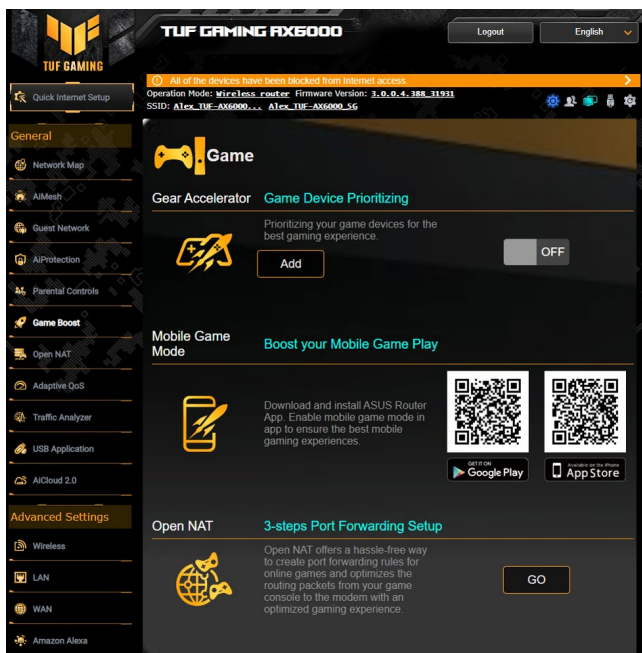 TUF GAMING
TUF GAMING AX6000
Logout
English
Quick Internet Setup
All of the devices have been blocked from Internet access.
Operation Mode: Wireless router Firmware Version: 3.0.0.4.388_31931
SSID: Alex_TUF-AX6000... Alex_TUF-AX6000_5G
General
Network Map
AiMesh
Guest Network
AiProtection
Parental Controls
Game Boost
Open NAT
Adaptive QoS
Traffic Analyzer
USB Application
AiCloud 2.0
Advanced Settings
Wireless
LAN
WAN
Amazon Alexa
Game
Gear Accelerator
Game Device Prioritizing
Prioritizing your game devices for the
best gaming experience.
Add
OFF
Mobile Game
Mode
Boost your Mobile Game Play
Download and install ASUS Router
App. Enable mobile game mode in
app to ensure the best mobile
gaming experiences.
GET IT ON
Google Play
Available on the iPhone
App Store
Open NAT
3-steps Port Forwarding Setup
Open NAT offers a hassle-free way
to create port forwarding rules for
online games and optimizes the
routing packets from your game
console to the modem with an
optimized gaming experience.
GO